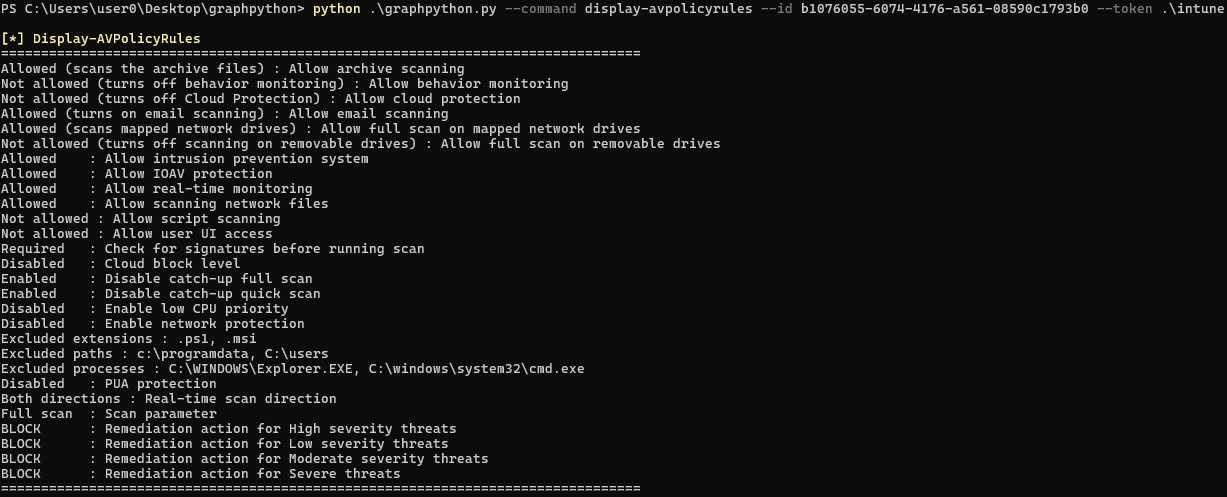 PS C:\Users\user0\Desktop\graphpython> python .\graphpython.py --command display-avpolicyrules --id b1076055-6074-4176-a561-08590c1793b0 --token .\intune
[*] Display-AVPolicyRules
================================================================================
Allowed (scans the archive files) : Allow archive scanning
Not allowed (turns off behavior monitoring) : Allow behavior monitoring
Not allowed (turns off Cloud Protection) : Allow cloud protection
Allowed (turns on email scanning) : Allow email scanning
Allowed (scans mapped network drives) : Allow full scan on mapped network drives
Not allowed (turns off scanning on removable drives) : Allow full scan on removable drives
Allowed    : Allow intrusion prevention system
Allowed    : Allow IOAV protection
Allowed    : Allow real-time monitoring
Allowed    : Allow scanning network files
Not allowed : Allow script scanning
Not allowed : Allow user UI access
Required   : Check for signatures before running scan
Disabled   : Cloud block level
Enabled    : Disable catch-up full scan
Enabled    : Disable catch-up quick scan
Disabled   : Enable low CPU priority
Disabled   : Enable network protection
Excluded extensions : .ps1, .msi
Excluded paths : c:\programdata, C:\users
Excluded processes : C:\WINDOWS\Explorer.EXE, C:\windows\system32\cmd.exe
Disabled   : PUA protection
Both directions : Real-time scan direction
Full scan  : Scan parameter
BLOCK      : Remediation action for High severity threats
BLOCK      : Remediation action for Low severity threats
BLOCK      : Remediation action for Moderate severity threats
BLOCK      : Remediation action for Severe threats
================================================================================